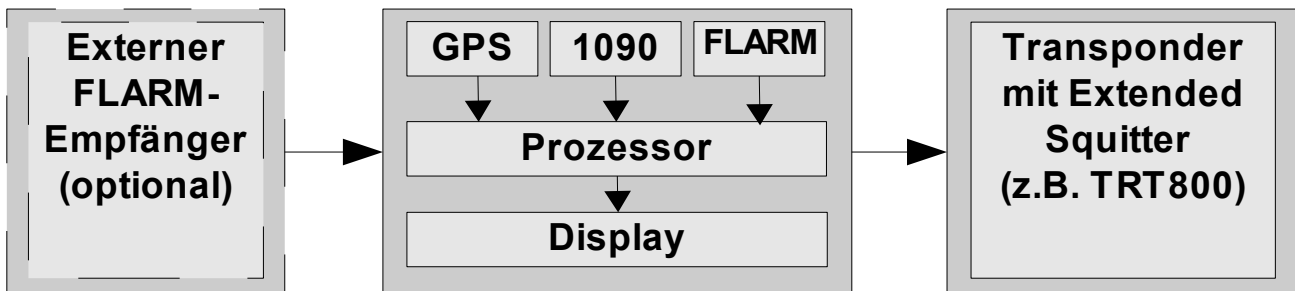 Externer
FLARM-
Empfänger
(optional)
GPS
1090
FLARM
Prozessor
Display
Transponder
mit Extended
Squitter
(z.B. TRT800)